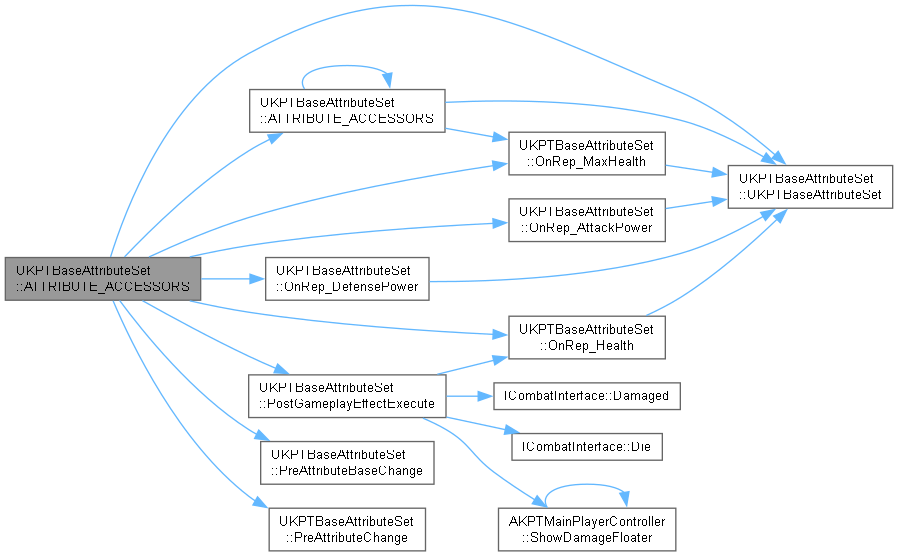 UKPTBaseAttributeSet
::ATTRIBUTE_ACCESSORS
UKPTBaseAttributeSet
::ATTRIBUTE_ACCESSORS
UKPTBaseAttributeSet
::OnRep_MaxHealth
UKPTBaseAttributeSet
::UKPTBaseAttributeSet
UKPTBaseAttributeSet
::OnRep_AttackPower
UKPTBaseAttributeSet
::OnRep_DefensePower
UKPTBaseAttributeSet
::OnRep_Health
UKPTBaseAttributeSet
::PostGameplayEffectExecute
ICombatInterface::Damaged
ICombatInterface::Die
AKPTMainPlayerController
::ShowDamageFloater
UKPTBaseAttributeSet
::PreAttributeBaseChange
UKPTBaseAttributeSet
::PreAttributeChange